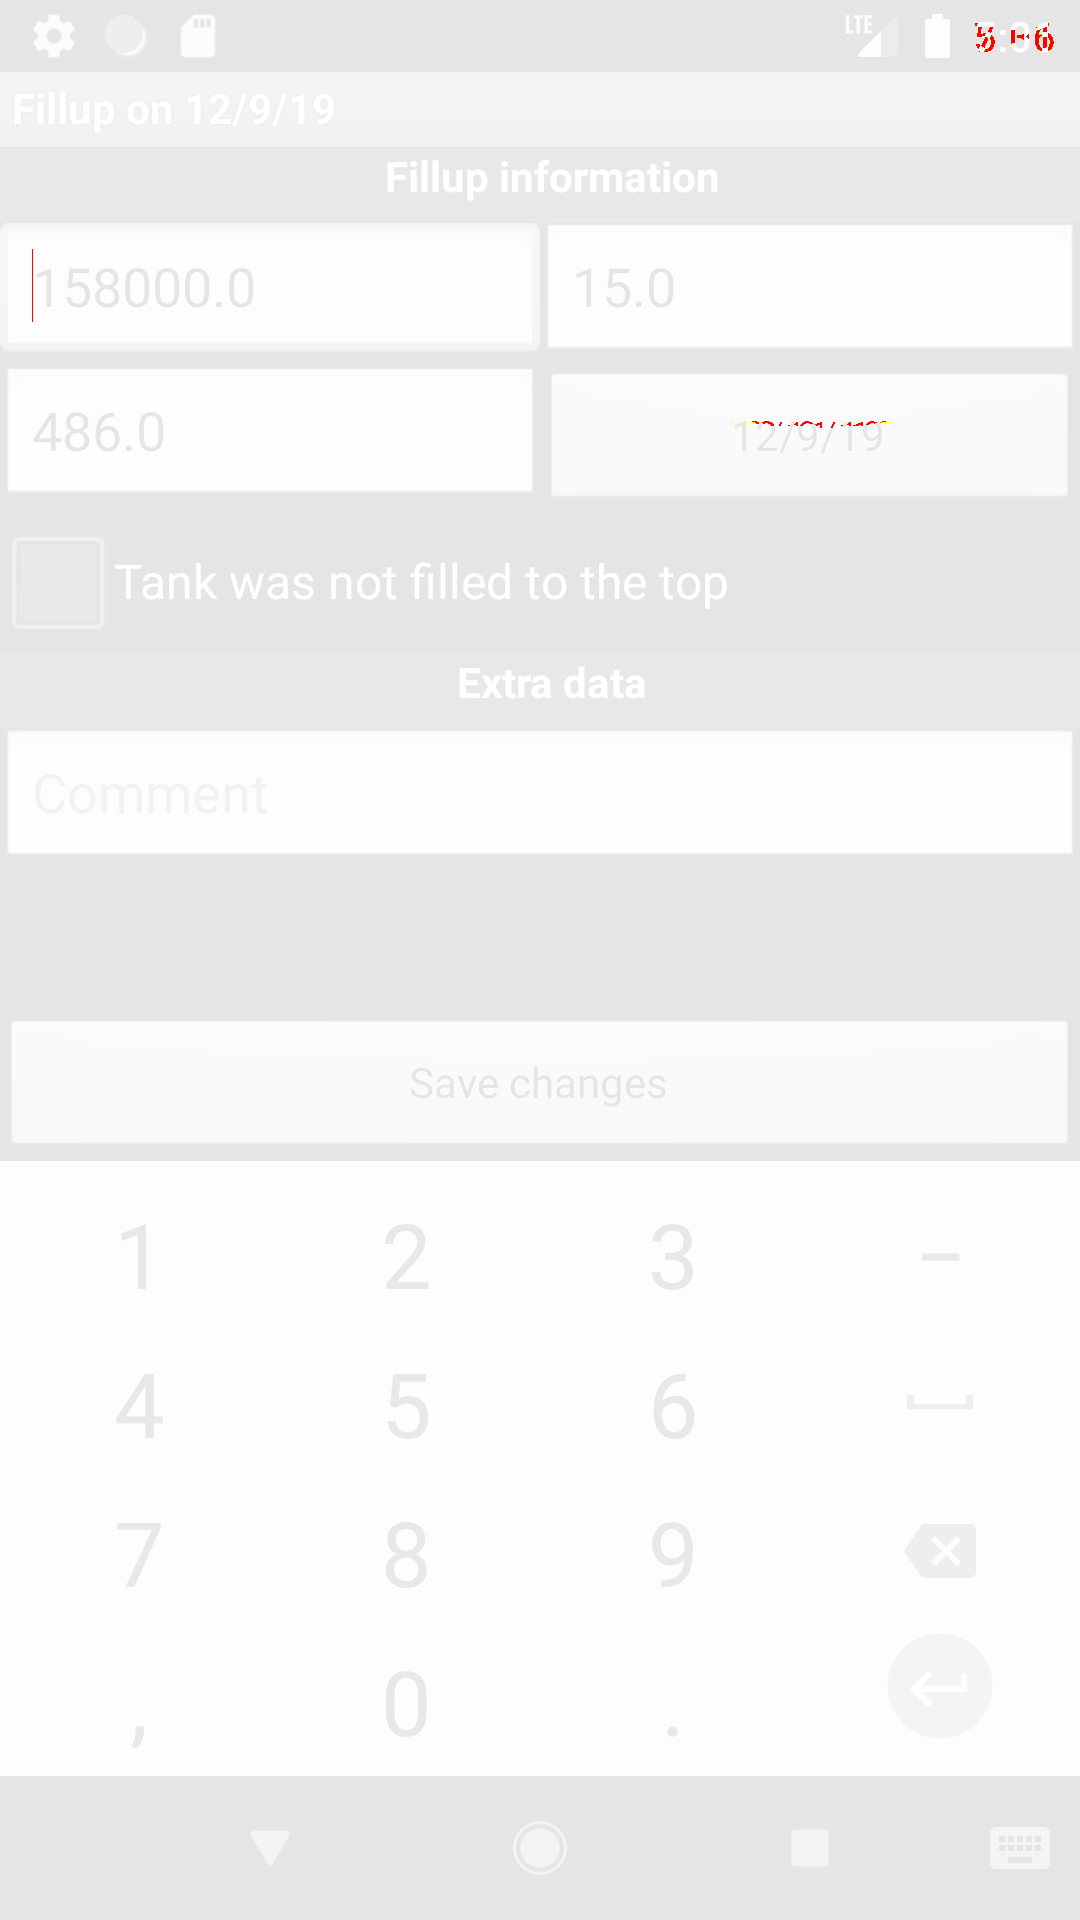 LTE
Fillup on 12/9/19
Fillup information
158000.0 15.0
486.0 12/9/19
Tank was not filled to the top
Extra data
Comment
Save changes
1 2 3 –
4 5 6
7 8 9
, 0 .